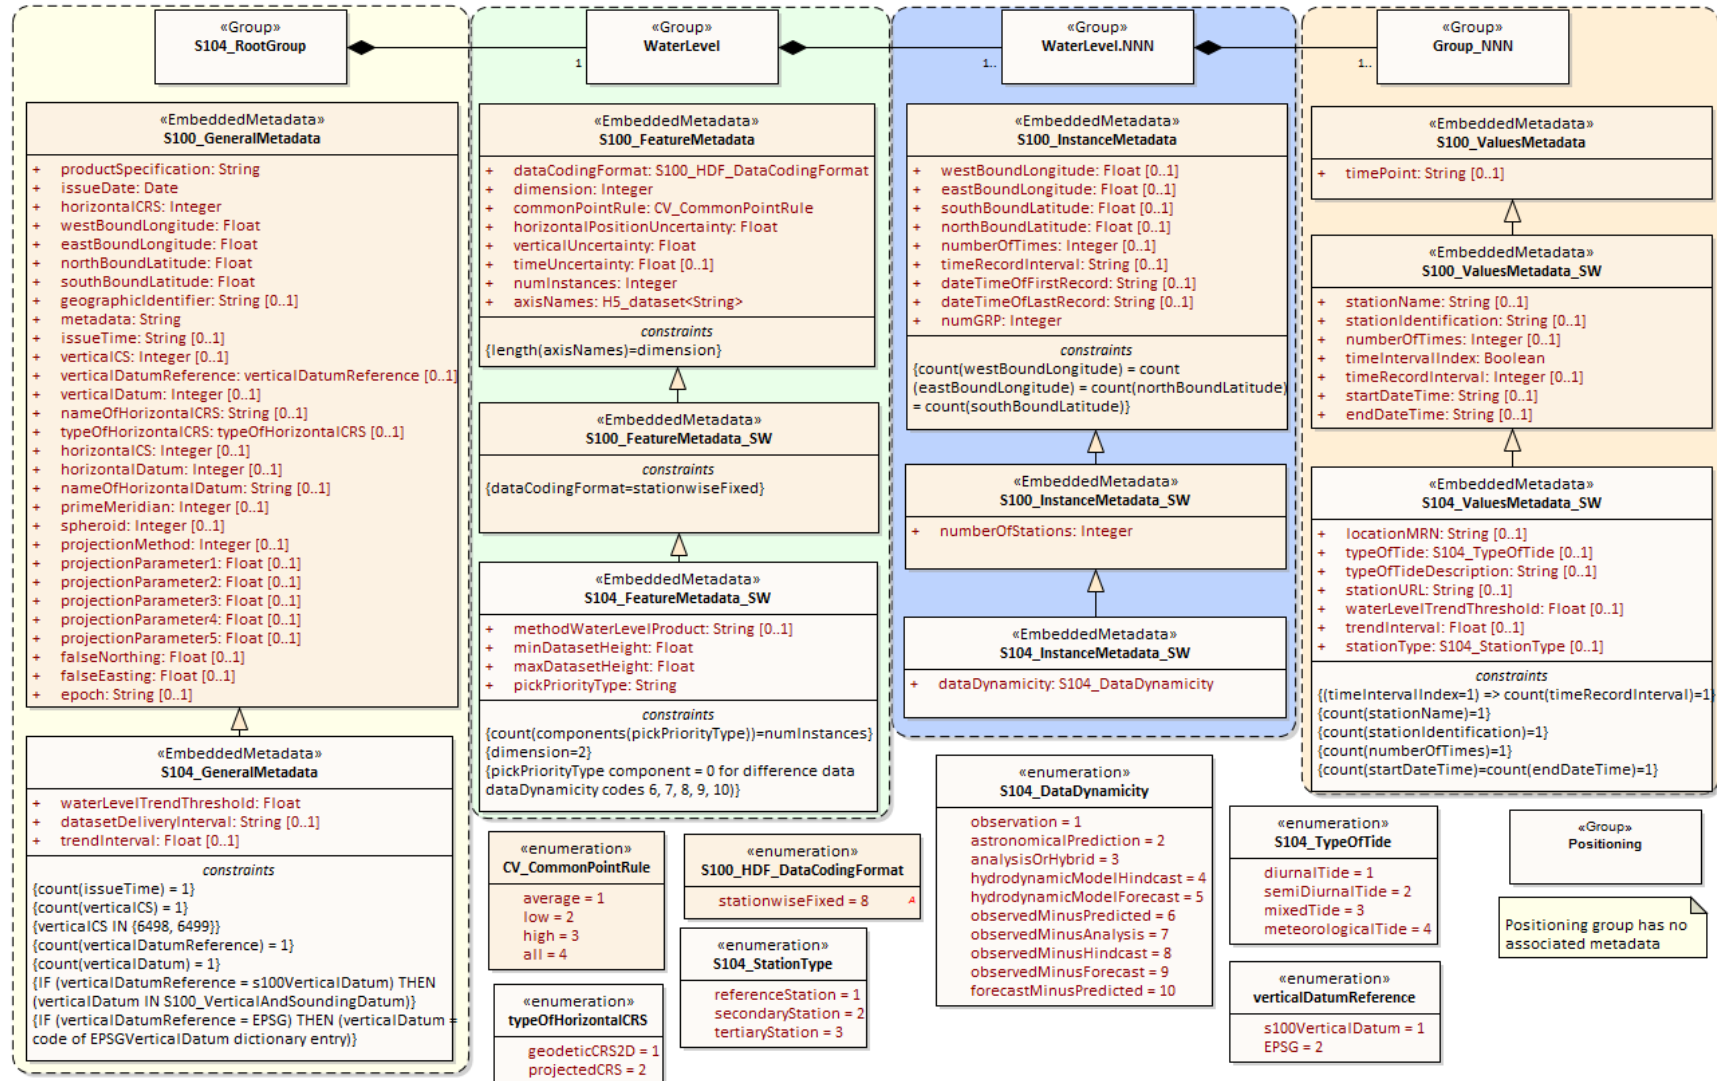 «Group»
S104_RootGroup
1
«Group»
WaterLevel
1..
«Group»
WaterLevel.NNN
1..
«Group»
Group_NNN
«EmbeddedMetadata»
S100_GeneralMetadata
+ productSpecification: String
+ issueDate: Date
+ horizontalCRS: Integer
+ westBoundLongitude: Float
+ eastBoundLongitude: Float
+ northBoundLatitude: Float
+ southBoundLatitude: Float
+ geographicIdentifier: String [0..1]
+ metadata: String
+ issueTime: String [0..1]
+ verticalCS: Integer [0..1]
+ verticalDatumReference: verticalDatumReference [0..1]
+ verticalDatum: Integer [0..1]
+ nameOfHorizontalCRS: String [0..1]
+ typeOfHorizontalCRS: typeOfHorizontalCRS [0..1]
+ horizontalCS: Integer [0..1]
+ horizontalDatum: Integer [0..1]
+ nameOfHorizontalDatum: String [0..1]
+ primeMeridian: Integer [0..1]
+ spheroid: Integer [0..1]
+ projectionMethod: Integer [0..1]
+ projectionParameter1: Float [0..1]
+ projectionParameter2: Float [0..1]
+ projectionParameter3: Float [0..1]
+ projectionParameter4: Float [0..1]
+ projectionParameter5: Float [0..1]
+ falseNorthing: Float [0..1]
+ falseEasting: Float [0..1]
+ epoch: String [0..1]
«EmbeddedMetadata»
S104_GeneralMetadata
+ waterLevelTrendThreshold: Float
+ datasetDeliveryInterval: String [0..1]
+ trendInterval: Float [0..1]
constraints
{count(issueTime) = 1}
{count(verticalCS) = 1}
{verticalCS IN {6498, 6499}}
{count(verticalDatumReference) = 1}
{count(verticalDatum) = 1}
{IF (verticalDatumReference = s100VerticalDatum) THEN
(verticalDatum IN S100_VerticalAndSoundingDatum)}
{IF (verticalDatumReference = EPSG) THEN (verticalDatum =
code of EPSGVerticalDatum dictionary entry)}
«EmbeddedMetadata»
S100_FeatureMetadata
+ dataCodingFormat: S100_HDF_DataCodingFormat
+ dimension: Integer
+ commonPointRule: CV_CommonPointRule
+ horizontalPositionUncertainty: Float
+ verticalUncertainty: Float
+ timeUncertainty: Float [0..1]
+ numInstances: Integer
+ axisNames: H5_dataset<String>
constraints
{length(axisNames)=dimension}
«EmbeddedMetadata»
S100_FeatureMetadata_SW
constraints
{dataCodingFormat=stationwiseFixed}
«EmbeddedMetadata»
S104_FeatureMetadata_SW
+ methodWaterLevelProduct: String [0..1]
+ minDatasetHeight: Float
+ maxDatasetHeight: Float
+ pickPriorityType: String
constraints
{count(components(pickPriorityType))=numInstances}
{dimension=2}
{pickPriorityType component = 0 for difference data
dataDynamicity codes 6, 7, 8, 9, 10)}
«EmbeddedMetadata»
S100_InstanceMetadata
+ westBoundLongitude: Float [0..1]
+ eastBoundLongitude: Float [0..1]
+ southBoundLatitude: Float [0..1]
+ northBoundLatitude: Float [0..1]
+ numberOfTimes: Integer [0..1]
+ timeRecordInterval: String [0..1]
+ dateTimeOfFirstRecord: String [0..1]
+ dateTimeOfLastRecord: String [0..1]
+ numGRP: Integer
constraints
{count(westBoundLongitude) = count
(eastBoundLongitude) = count(northBoundLatitude)
= count(southBoundLatitude)}
«EmbeddedMetadata»
S100_InstanceMetadata_SW
+ numberOfStations: Integer
«EmbeddedMetadata»
S104_InstanceMetadata_SW
+ dataDynamicity: S104_DataDynamicity
«EmbeddedMetadata»
S100_ValuesMetadata
+ timePoint: String [0..1]
«EmbeddedMetadata»
S100_ValuesMetadata_SW
+ stationName: String [0..1]
+ stationIdentification: String [0..1]
+ numberOfTimes: Integer [0..1]
+ timeIntervalIndex: Boolean
+ timeRecordInterval: Integer [0..1]
+ startDateTime: String [0..1]
+ endDateTime: String [0..1]
«EmbeddedMetadata»
S104_ValuesMetadata_SW
+ locationMRN: String [0..1]
+ typeOfTide: S104_TypeOfTide [0..1]
+ typeOfTideDescription: String [0..1]
+ stationURL: String [0..1]
+ waterLevelTrendThreshold: Float [0..1]
+ trendInterval: Float [0..1]
+ stationType: S104_StationType [0..1]
constraints
{(timeIntervalIndex=1) => count(timeRecordInterval)=1}
{count(stationName)=1}
{count(stationIdentification)=1}
{count(numberOfTimes)=1}
{count(startDateTime)=count(endDateTime)=1}
«enumeration»
CV_CommonPointRule
average = 1
low = 2
high = 3
all = 4
«enumeration»
typeOfHorizontalCRS
geodeticCRS2D = 1
projectedCRS = 2
«enumeration»
S100_HDF_DataCodingFormat
stationwiseFixed = 8
A
«enumeration»
S104_StationType
referenceStation = 1
secondaryStation = 2
tertiaryStation = 3
«enumeration»
S104_DataDynamicity
observation = 1
astronomicalPrediction = 2
analysisOrHybrid = 3
hydrodynamicModelHindcast = 4
hydrodynamicModelForecast = 5
observedMinusPredicted = 6
observedMinusAnalysis = 7
observedMinusHindcast = 8
observedMinusForecast = 9
forecastMinusPredicted = 10
«enumeration»
S104_TypeOfTide
diurnalTide = 1
semiDiurnalTide = 2
mixedTide = 3
meteorologicalTide = 4
«enumeration»
verticalDatumReference
s100VerticalDatum = 1
EPSG = 2
«Group»
Positioning
Positioning group has no
associated metadata